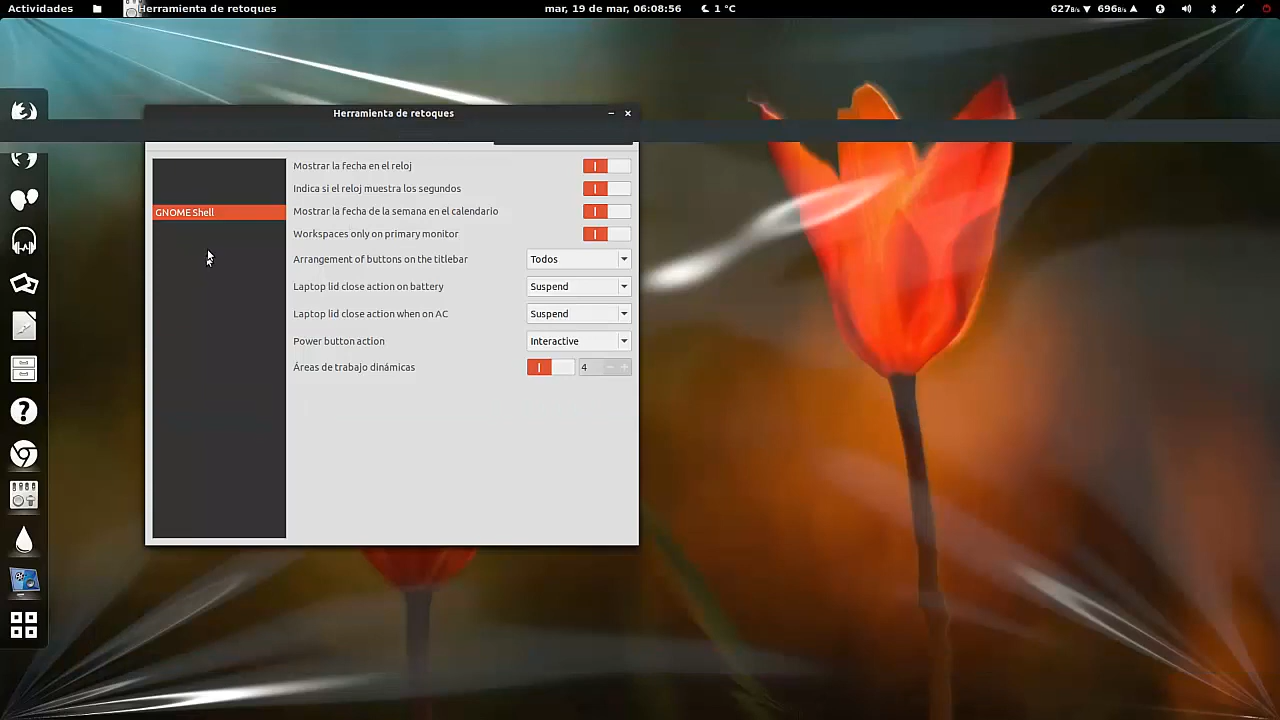 Actividades
Herramienta de retoques
mar, 19 de mar, 06:08:56
1 °C
627B/s ▼ 696B/s ▲
Herramienta de retoques
GNOME Shell
Mostrar la fecha en el reloj
Indica si el reloj muestra los segundos
Mostrar la fecha de la semana en el calendario
Workspaces only on primary monitor
Arrangement of buttons on the titlebar
Todos
Laptop lid close action on battery
Suspend
Laptop lid close action when on AC
Suspend
Power button action
Interactive
Áreas de trabajo dinámicas
4